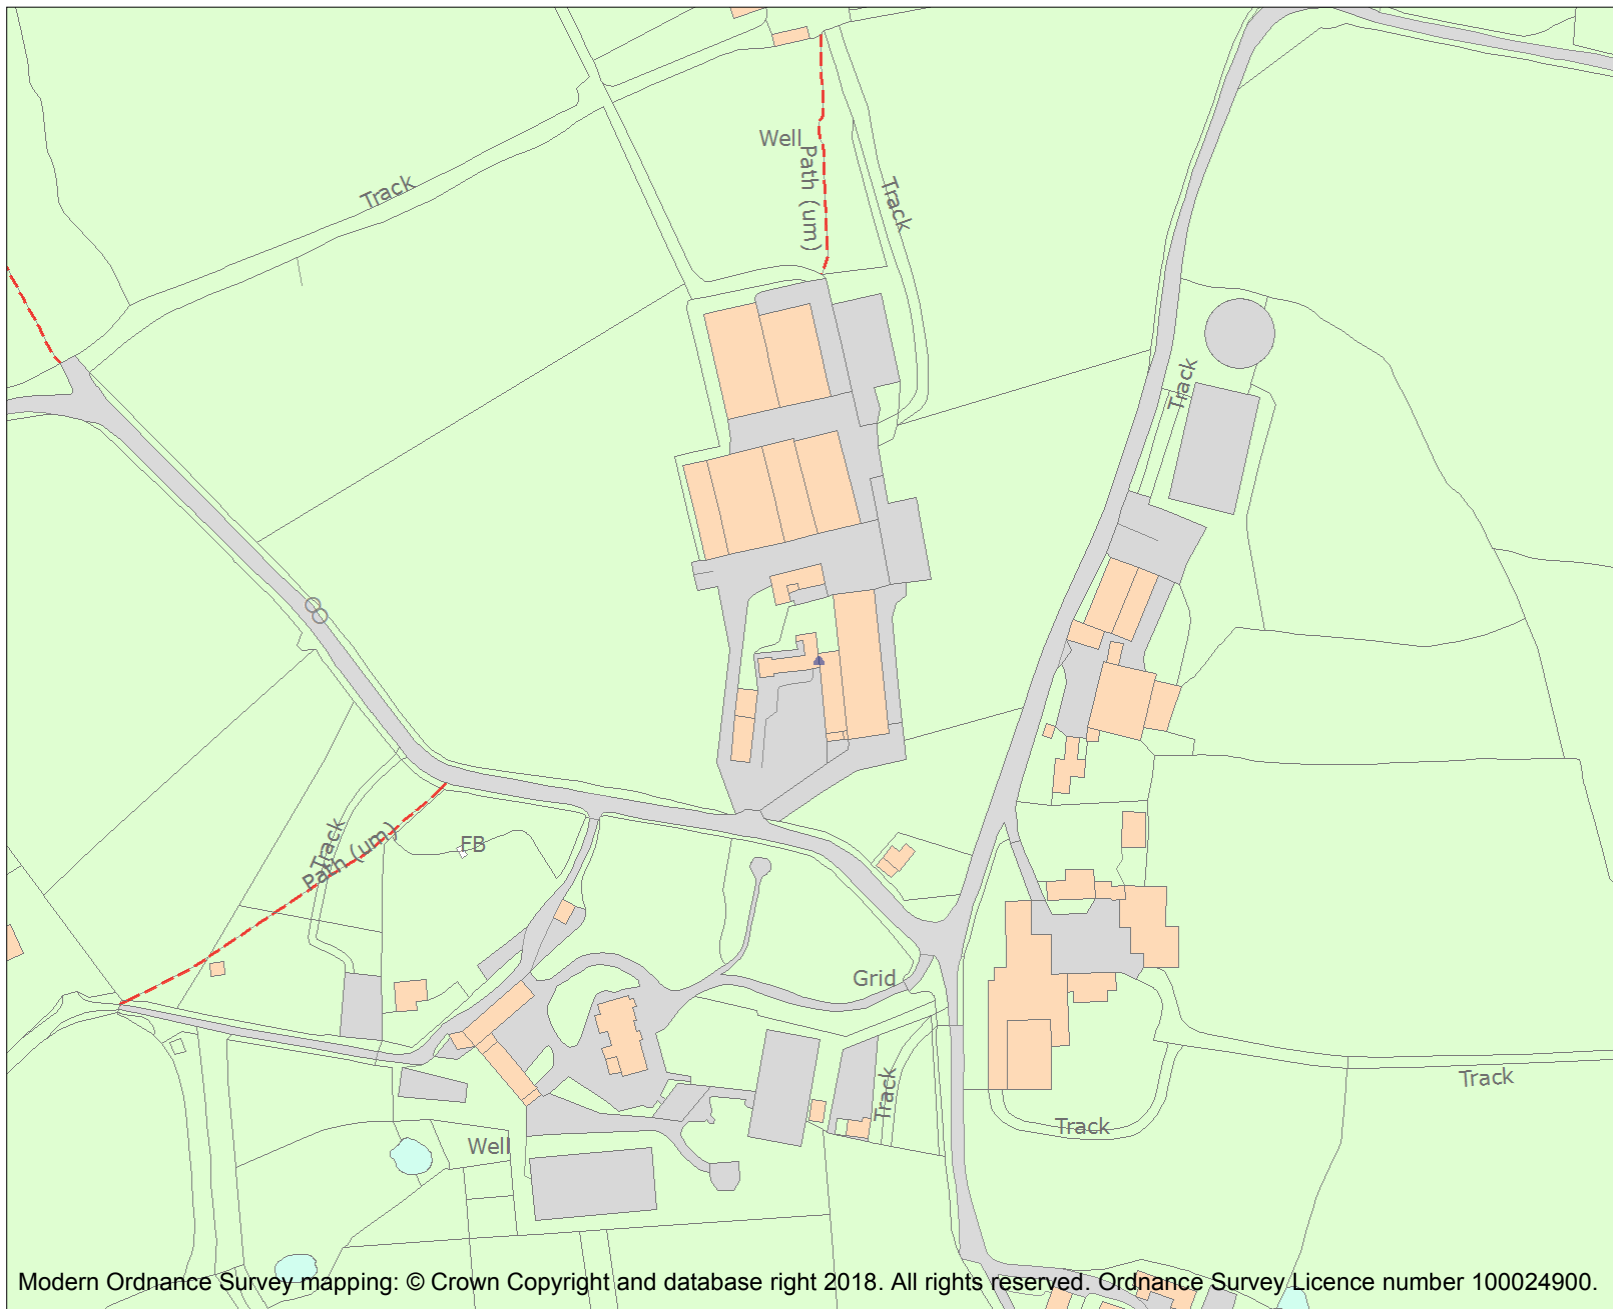 Well
Path (um)
Track
Track
Track
Track
Path (um)
FB
Grid
Track
Track
Track
Well
Modern Ordnance Survey mapping: © Crown Copyright and database right 2018. All rights reserved. Ordnance Survey Licence number 100024900.